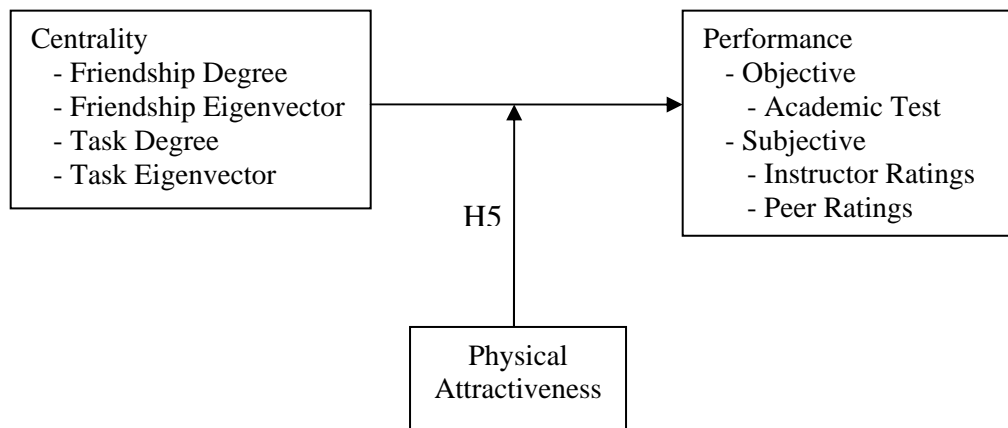 Centrality
- Friendship Degree
- Friendship Eigenvector
- Task Degree
- Task Eigenvector
Performance
- Objective
- Academic Test
- Subjective
- Instructor Ratings
- Peer Ratings
H5
Physical
Attractiveness